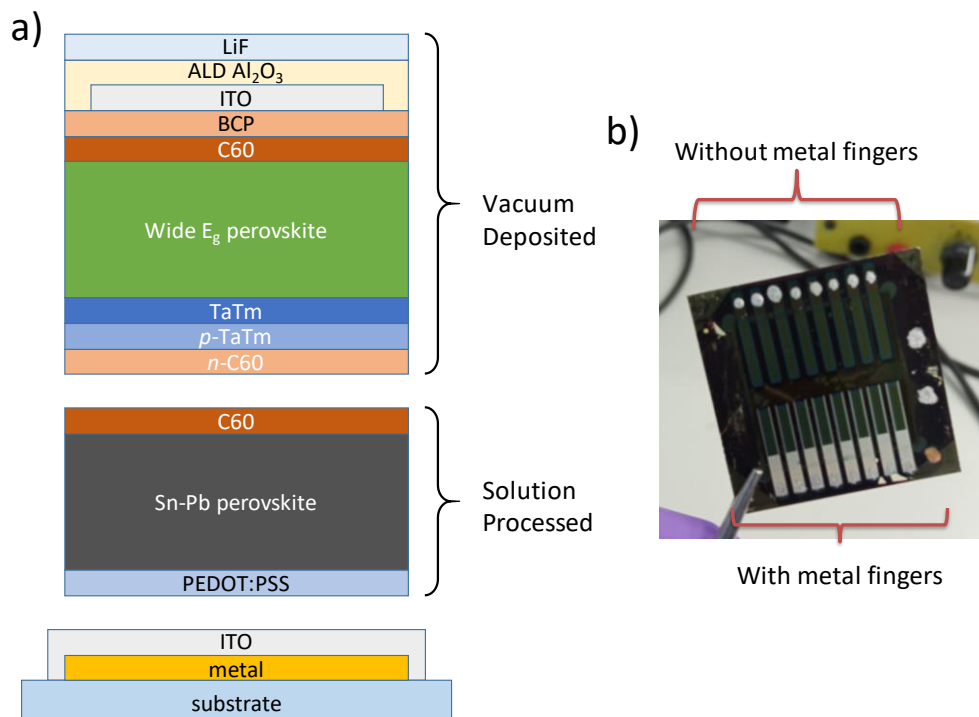 a)
LiF
ALD Al₂O₃
ITO
BCP
C60
Wide E_g perovskite
TaTm
p-TaTm
n-C60
Vacuum
Deposited
C60
Sn-Pb perovskite
PEDOT:PSS
Solution
Processed
ITO
metal
substrate
b)
Without metal fingers
With metal fingers